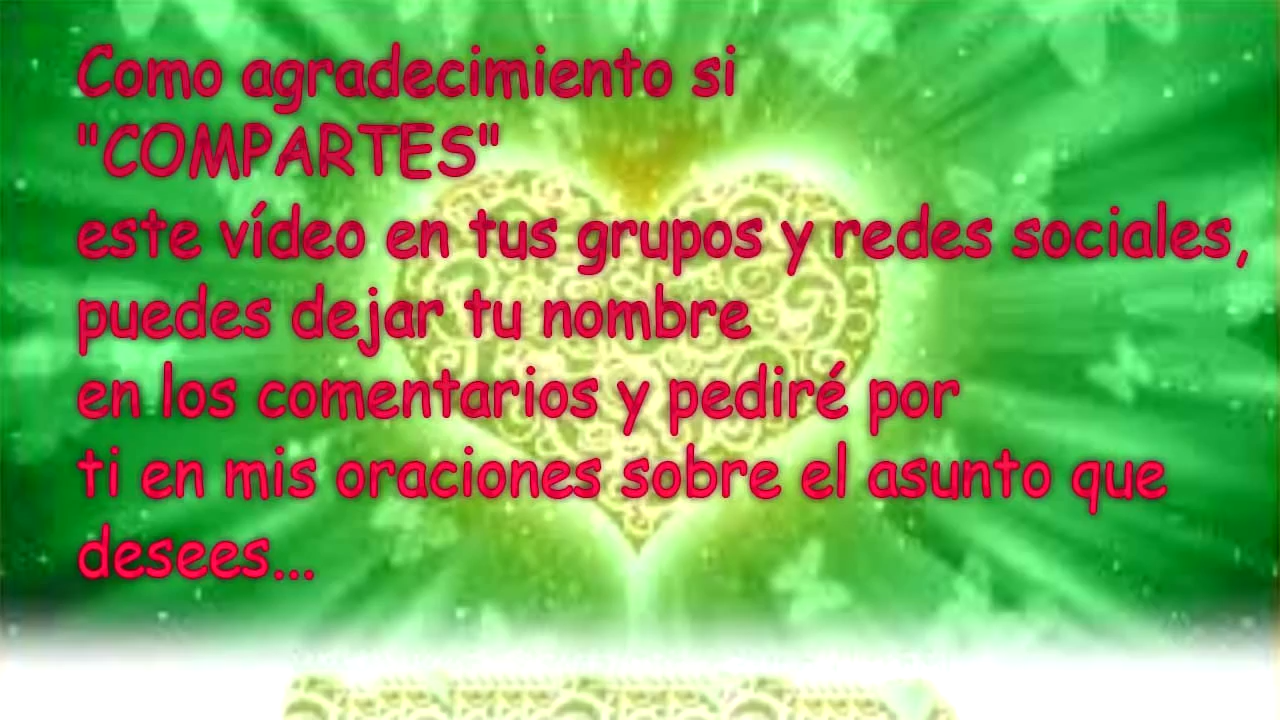 Como agradecimiento si
"COMPARTES"
este vídeo en tus grupos y redes sociales,
puedes dejar tu nombre
en los comentarios y pediré por
ti en mis oraciones sobre el asunto que
desees...